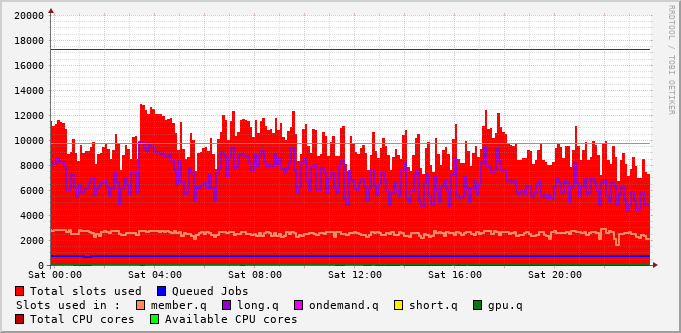 RRDTOOL / TOBI OETIKER
20000
18000
16000
14000
12000
10000
8000
6000
4000
2000
0
Sat 00:00 Sat 04:00 Sat 08:00 Sat 12:00 Sat 16:00 Sat 20:00
Total slots used Queued Jobs
Slots used in : member.q long.q ondemand.q short.q gpu.q
Total CPU cores Available CPU cores